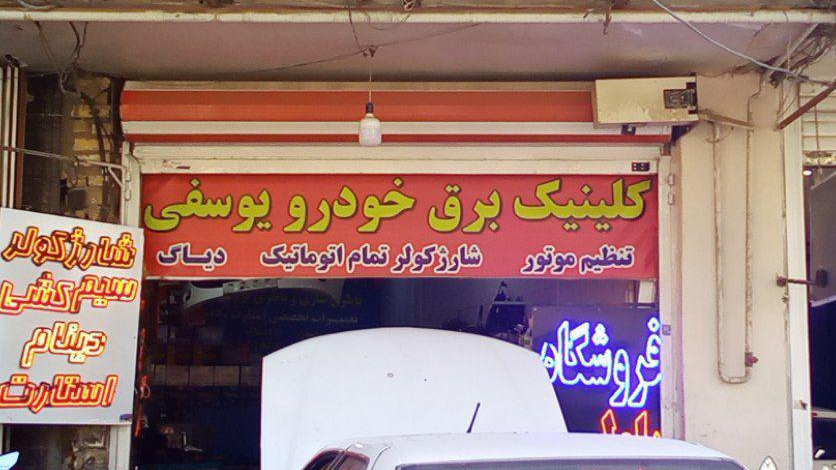 کلینیک برق خودرو یوسفی
تنظیم موتور شارژکولر تمام اتوماتیک دیاگ
شارژکولر
سیم کشی
دینام
استارت
فروشگاه